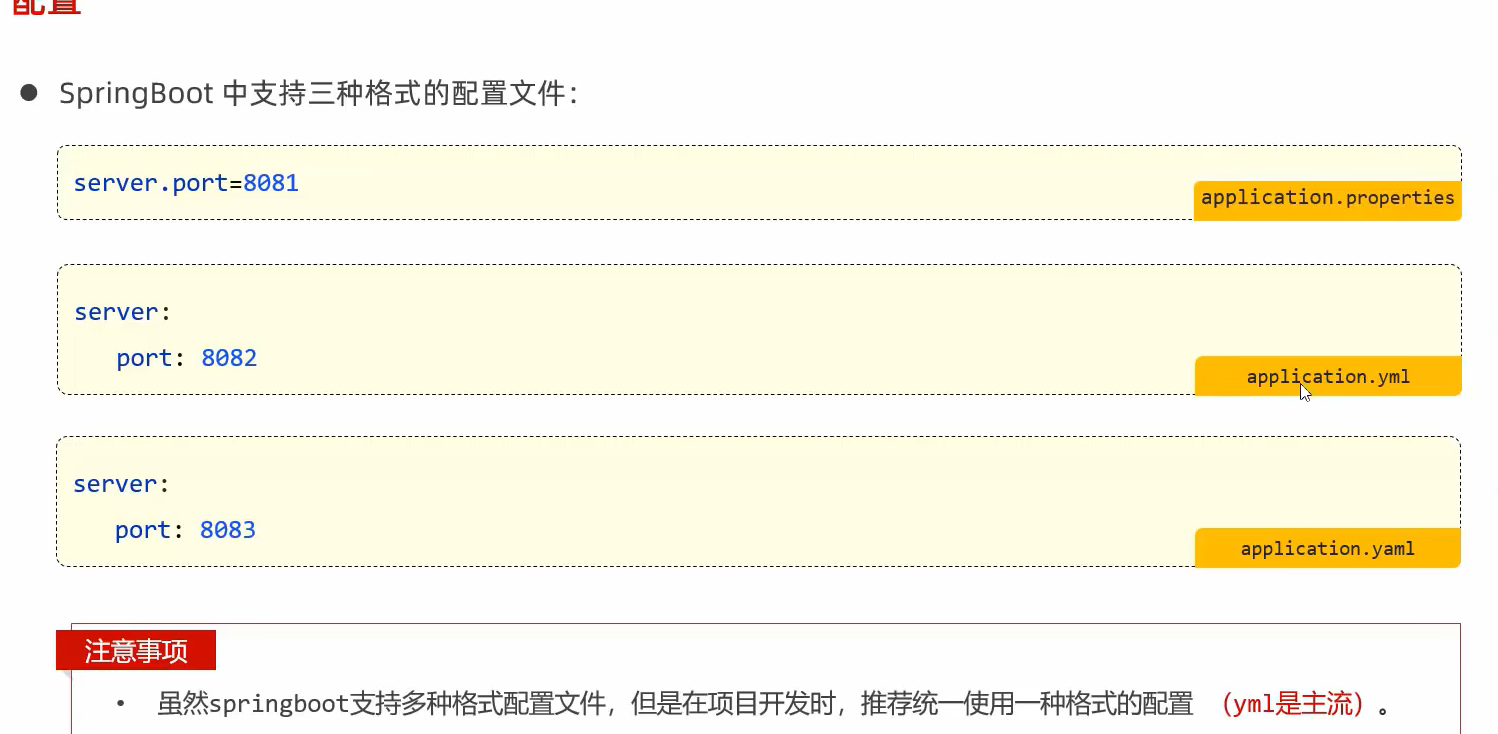 配置
● SpringBoot 中支持三种格式的配置文件：
server.port=8081
application.properties
server:
port: 8082
application.yml
server:
port: 8083
application.yaml
注意事项
• 虽然springboot支持多种格式配置文件，但是在项目开发时，推荐统一使用一种格式的配置 （yml是主流）。